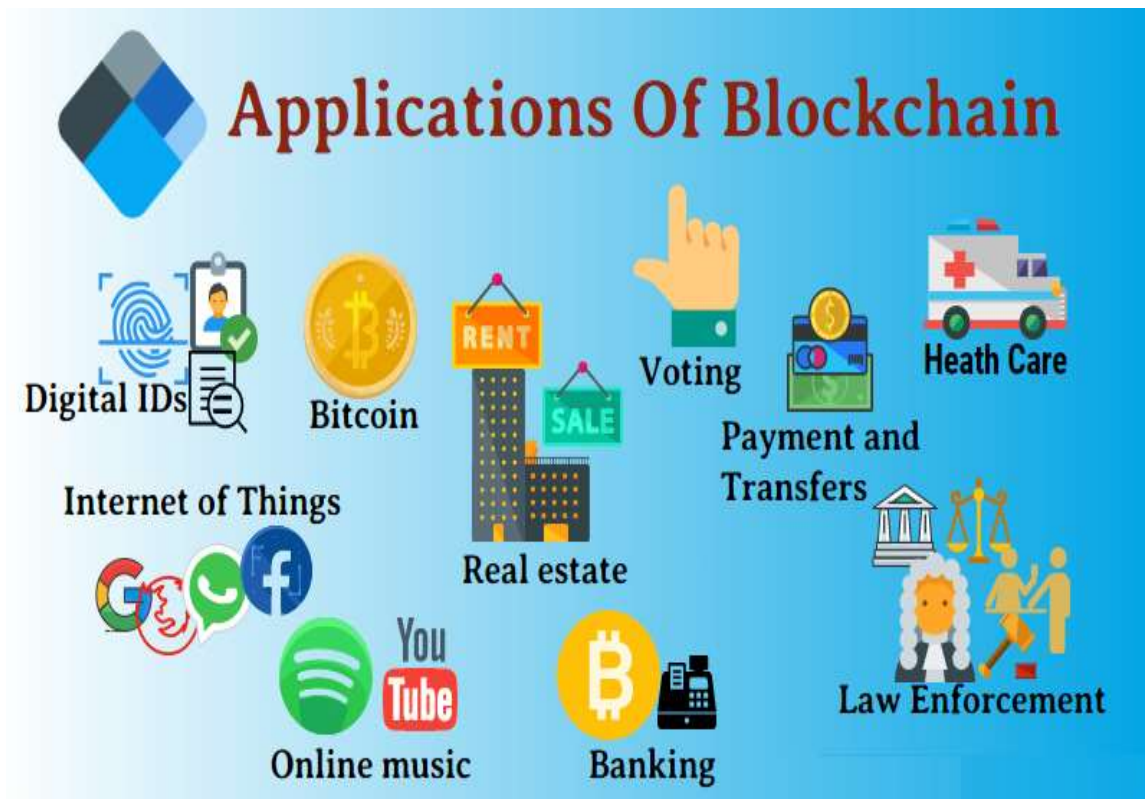 Applications Of Blockchain
RENT
SALE
Digital IDs
Bitcoin
Voting
Heath Care
Payment and
Transfers
Internet of Things
Real estate
You
Tube
Online music
Banking
Law Enforcement